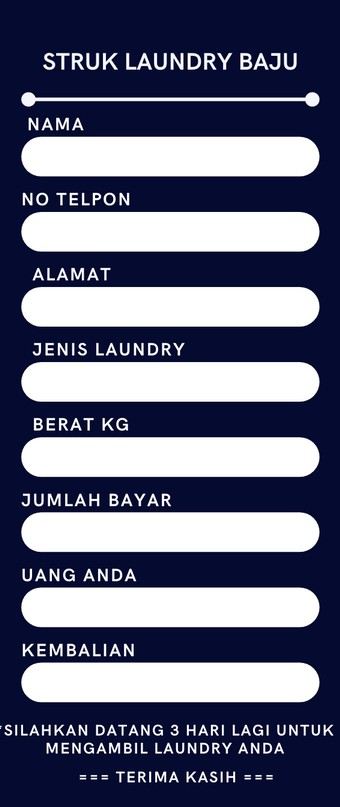 STRUK LAUNDRY BAJU
NAMA
NO TELPON
ALAMAT
JENIS LAUNDRY
BERAT KG
JUMLAH BAYAR
UANG ANDA
KEMBALIAN
*SILAHKAN DATANG 3 HARI LAGI UNTUK
MENGAMBIL LAUNDRY ANDA
=== TERIMA KASIH ===